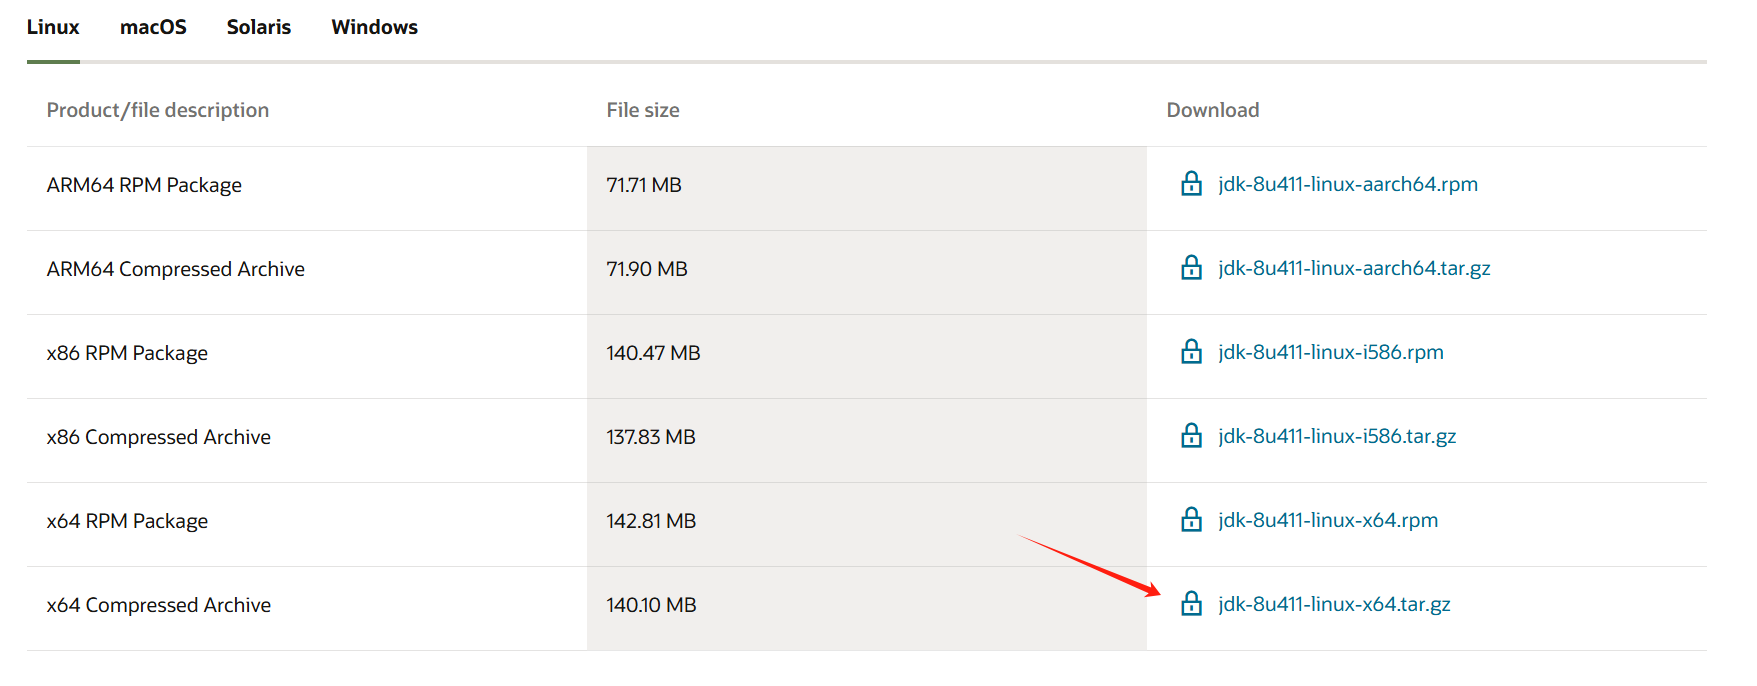 Linux macOS Solaris Windows
Product/file description File size Download
ARM64 RPM Package 71.71 MB jdk-8u411-linux-aarch64.rpm
ARM64 Compressed Archive 71.90 MB jdk-8u411-linux-aarch64.tar.gz
x86 RPM Package 140.47 MB jdk-8u411-linux-i586.rpm
x86 Compressed Archive 137.83 MB jdk-8u411-linux-i586.tar.gz
x64 RPM Package 142.81 MB jdk-8u411-linux-x64.rpm
x64 Compressed Archive 140.10 MB jdk-8u411-linux-x64.tar.gz